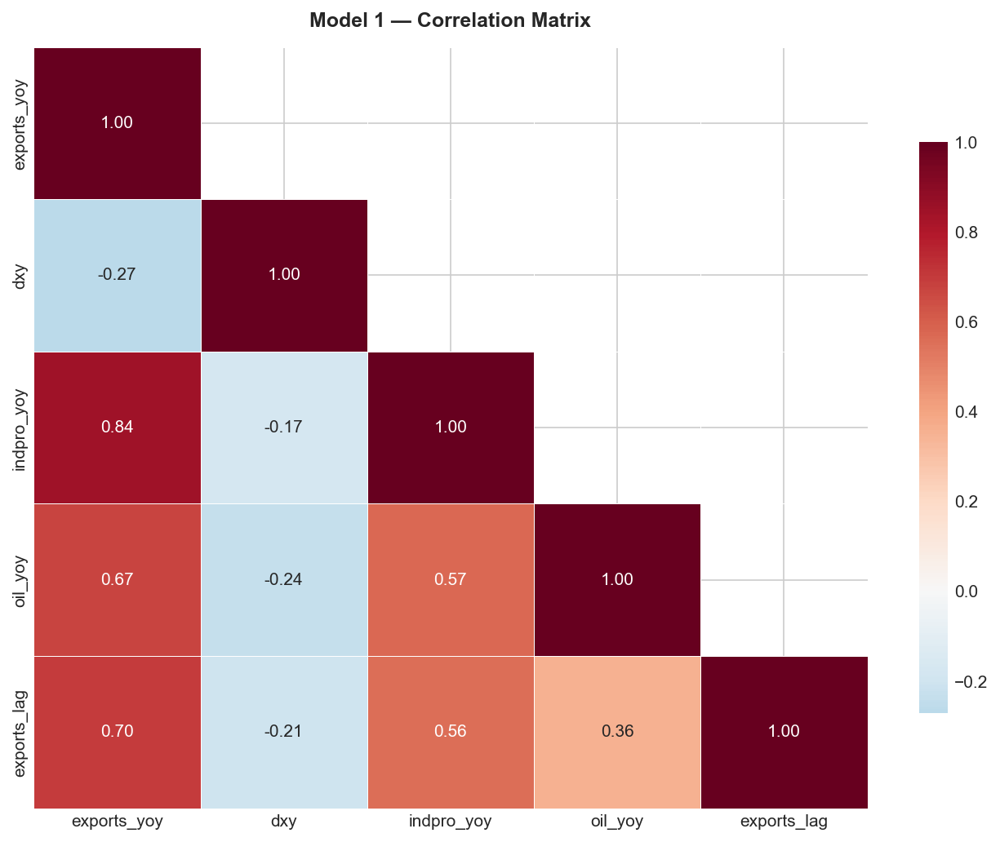 Model 1 — Correlation Matrix
exports_yoy
1.00
dxy
-0.27
1.00
indpro_yoy
0.84
-0.17
1.00
oil_yoy
0.67
-0.24
0.57
1.00
exports_lag
0.70
-0.21
0.56
0.36
1.00
exports_yoy
dxy
indpro_yoy
oil_yoy
exports_lag
1.0
0.8
0.6
0.4
0.2
0.0
−0.2